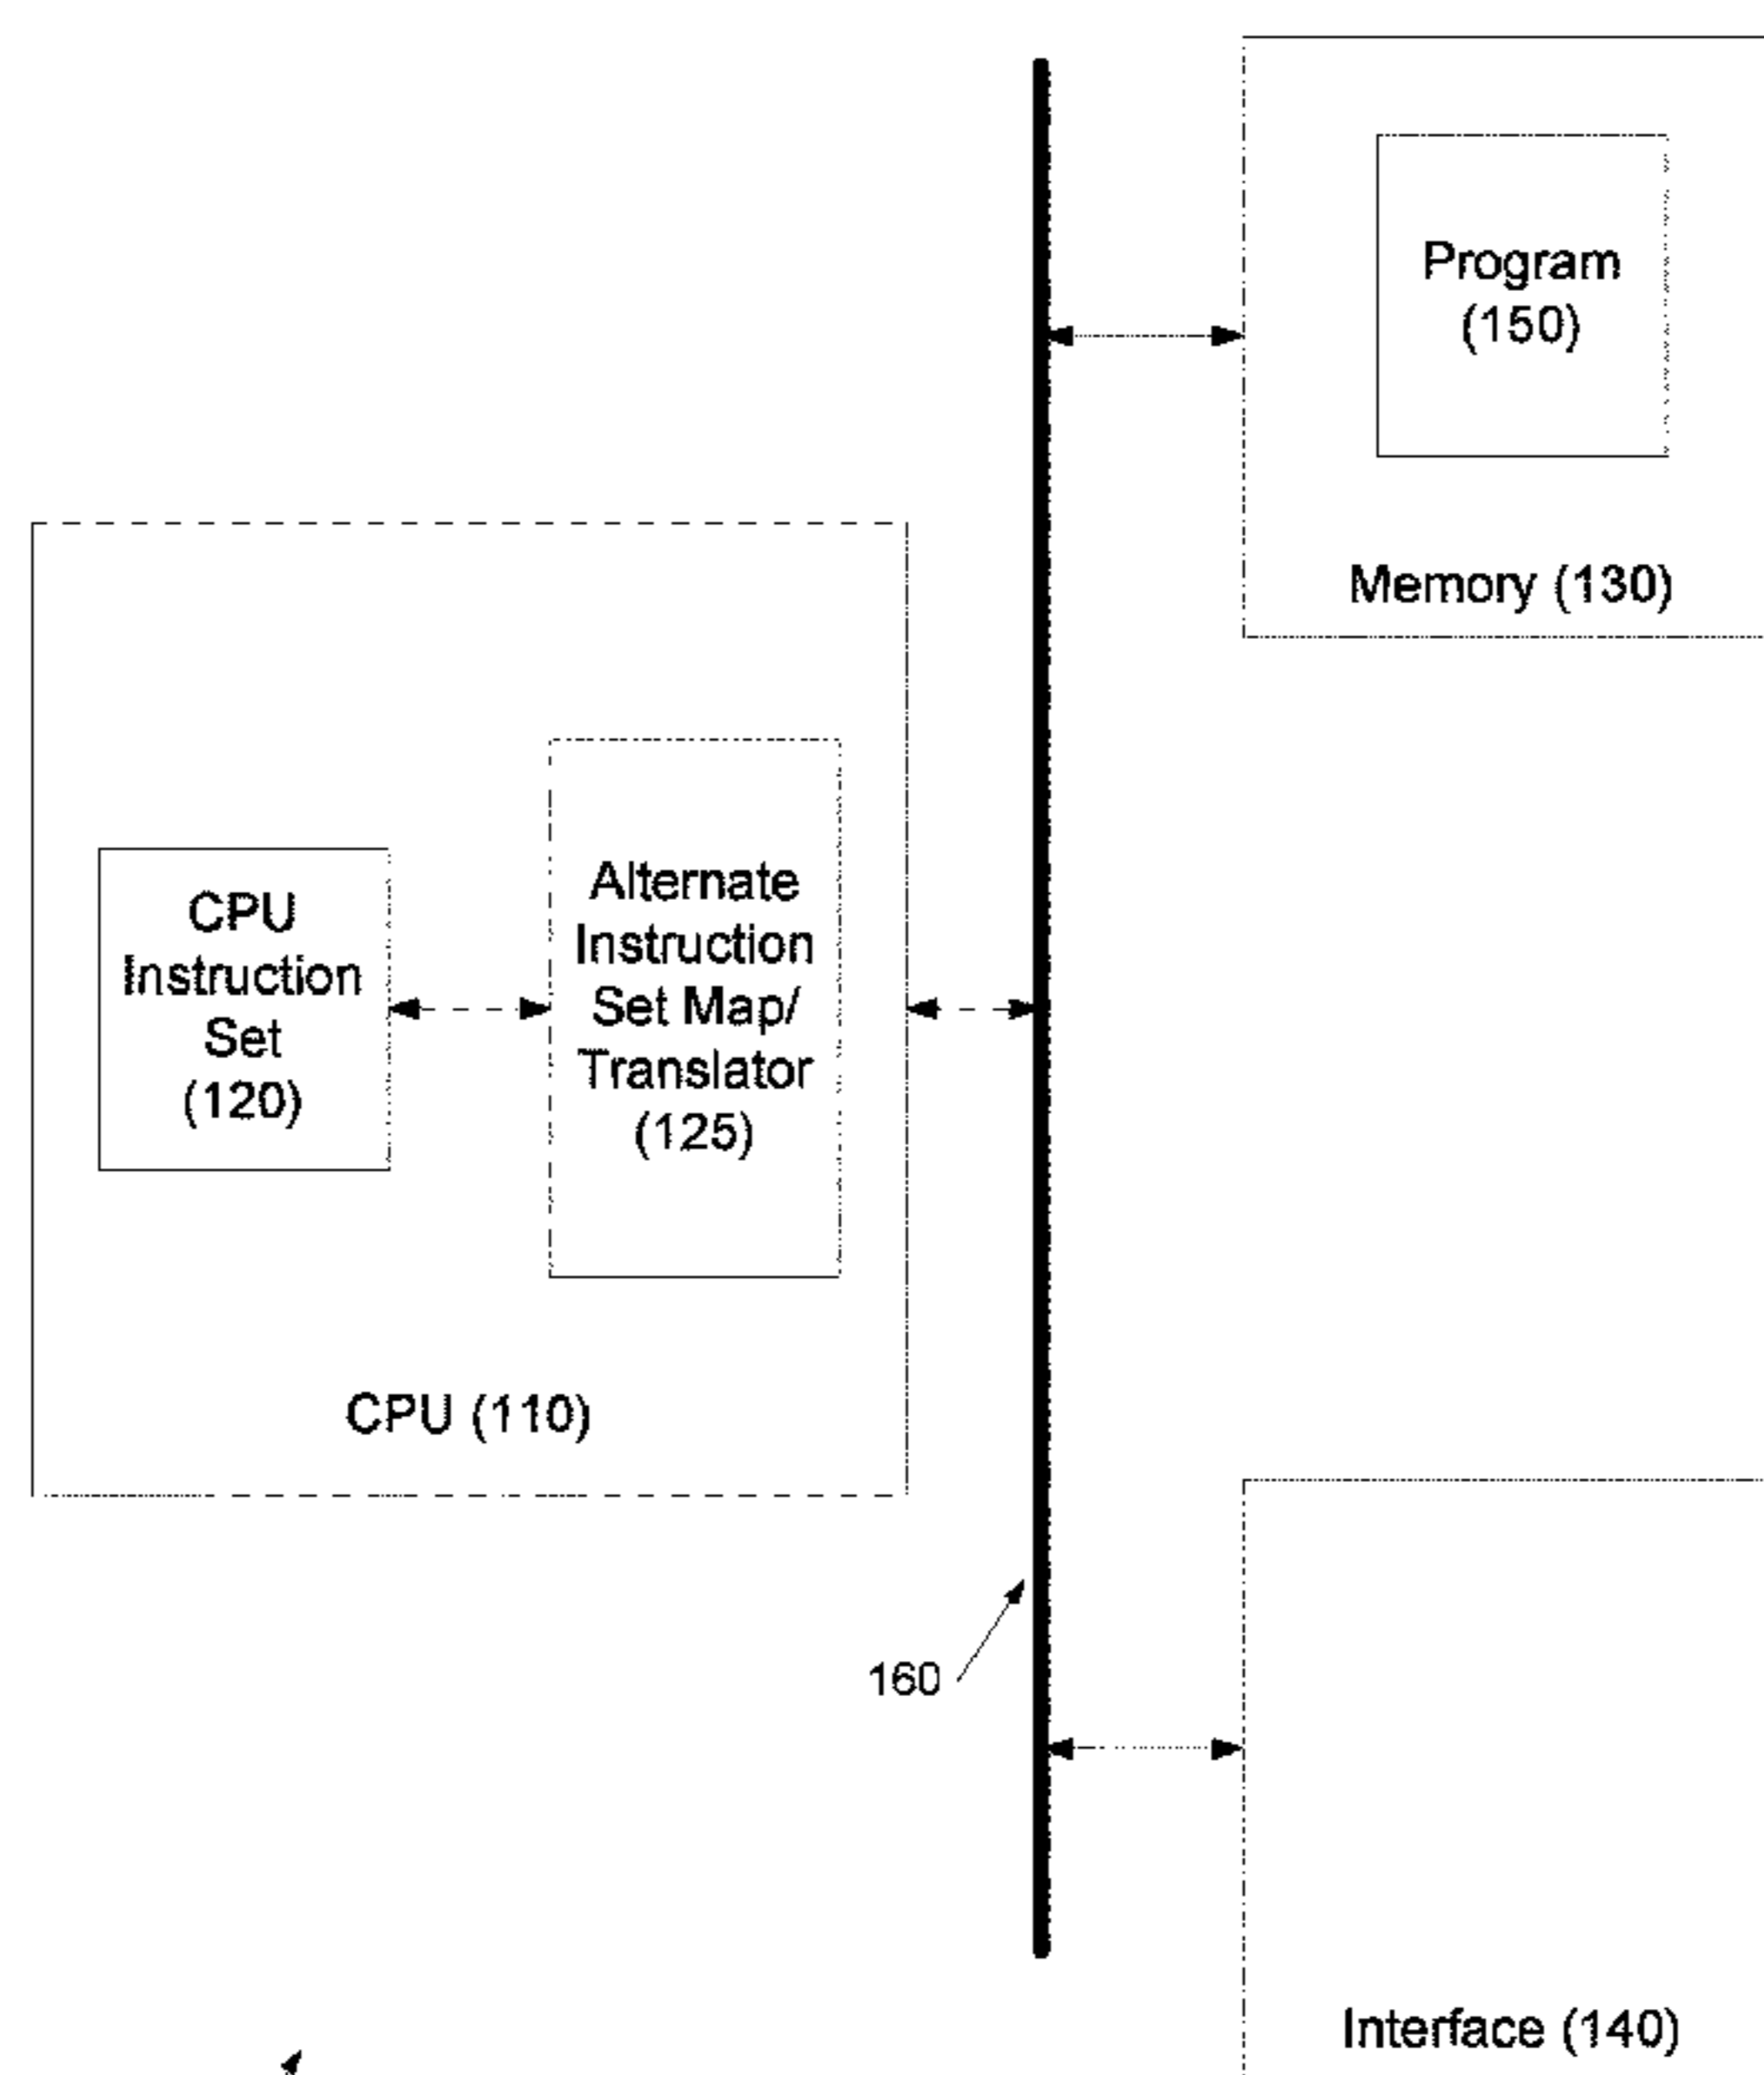 Program
(150)
Memory (130)
CPU
Instruction
Set
(120)
Alternate
Instruction
Set Map/
Translator
(125)
CPU (110)
160
Interface (140)